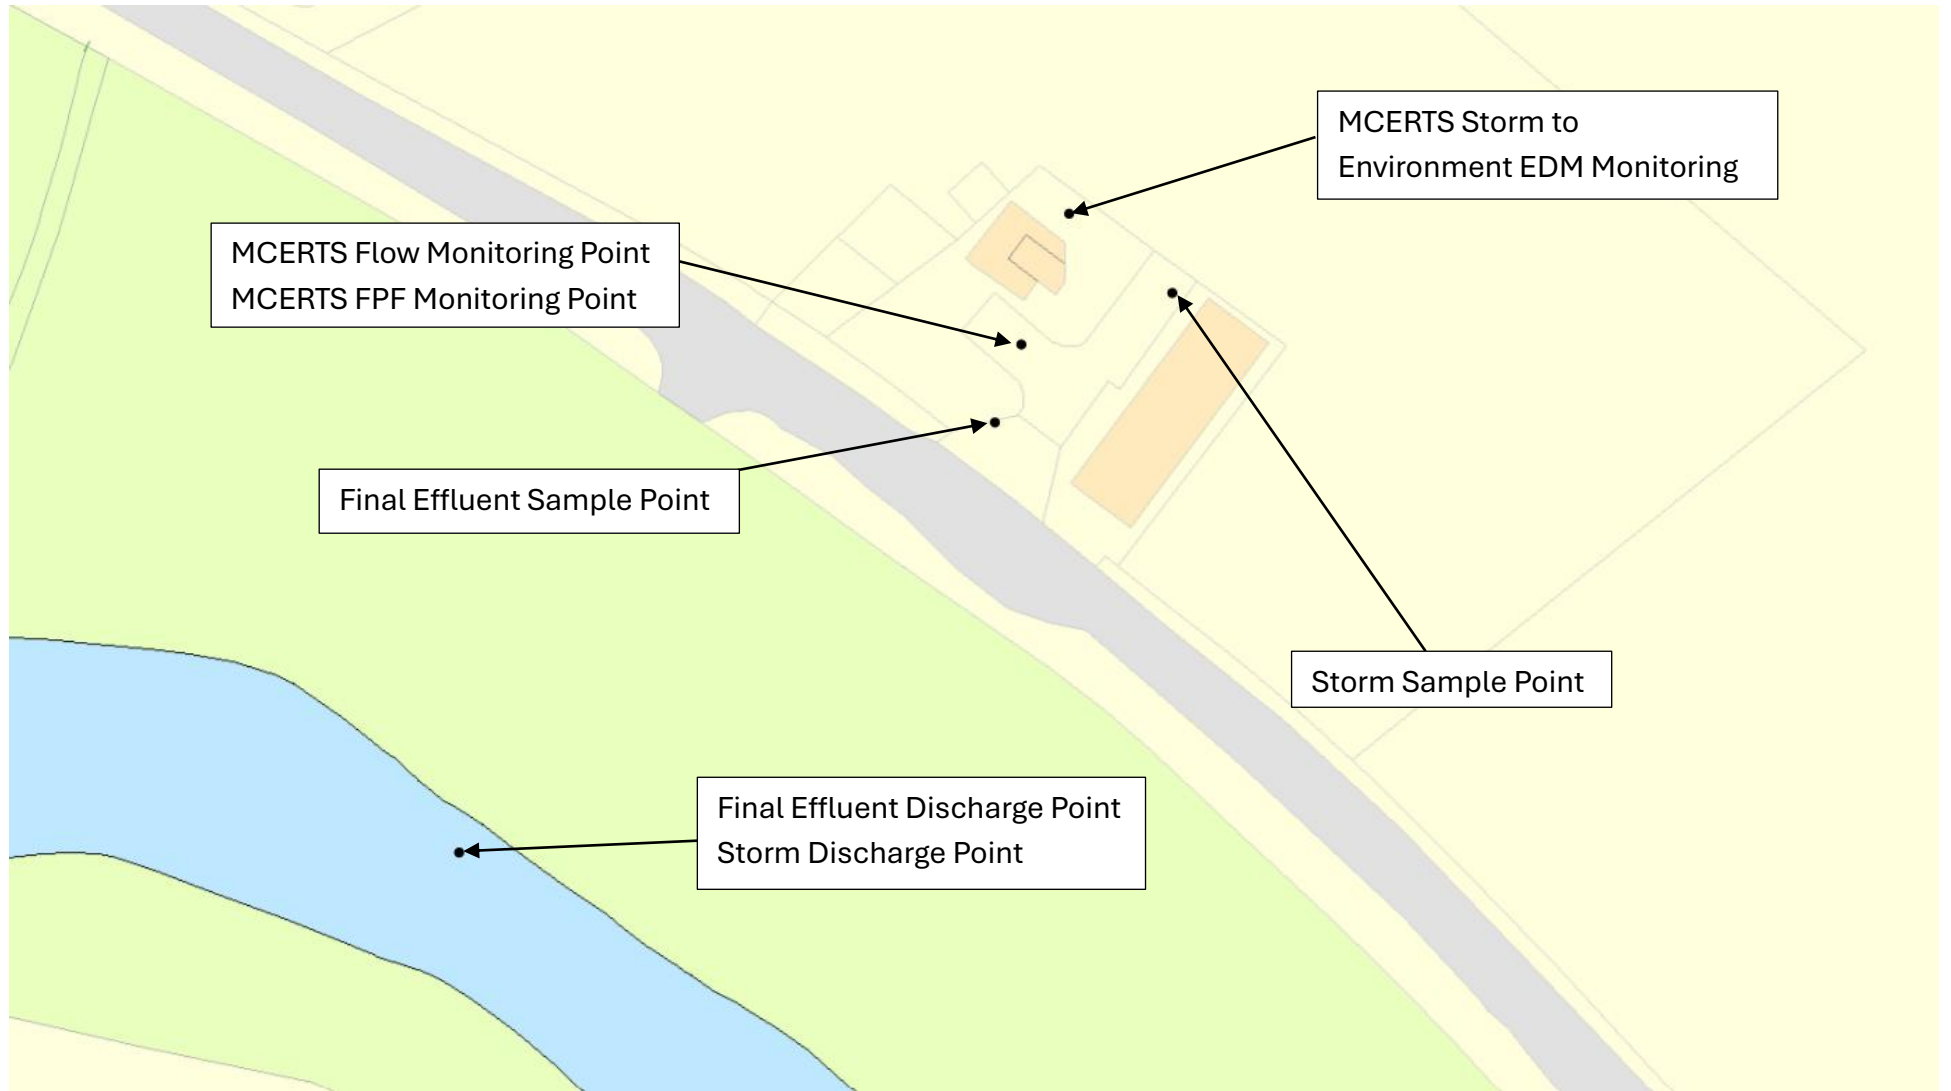 MCERTS Storm to
Environment EDM Monitoring
MCERTS Flow Monitoring Point
MCERTS FPF Monitoring Point
Final Effluent Sample Point
Storm Sample Point
Final Effluent Discharge Point
Storm Discharge Point